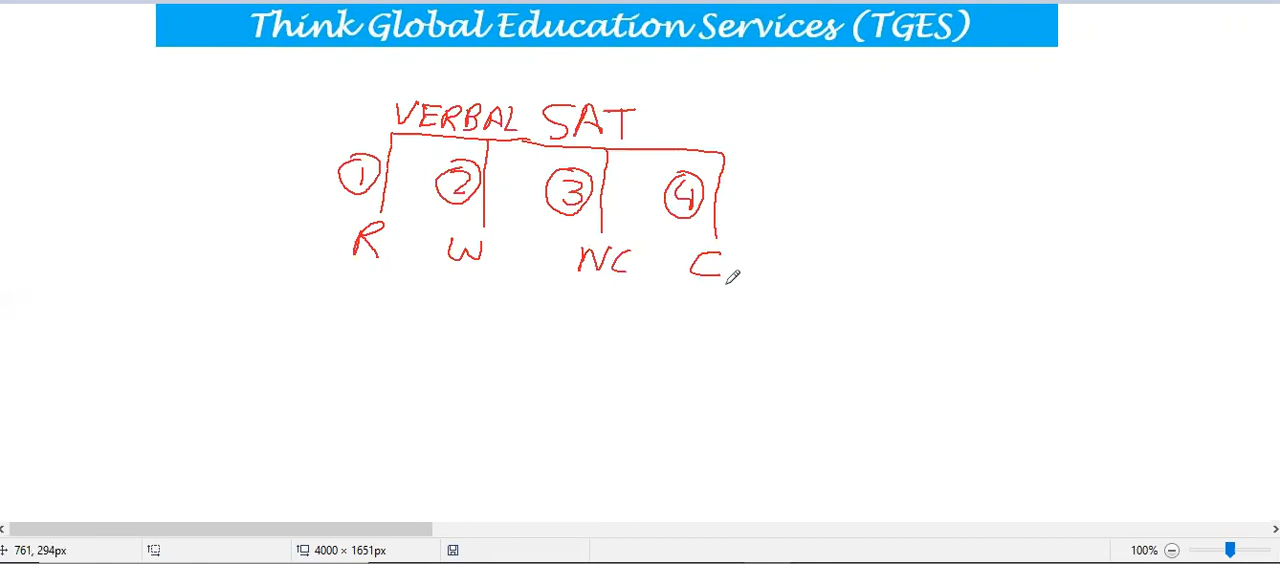 Think Global Education Services (TGES)
VERBAL SAT
1 2 3 4
R W NC C
761, 294px 4000 × 1651px 100%